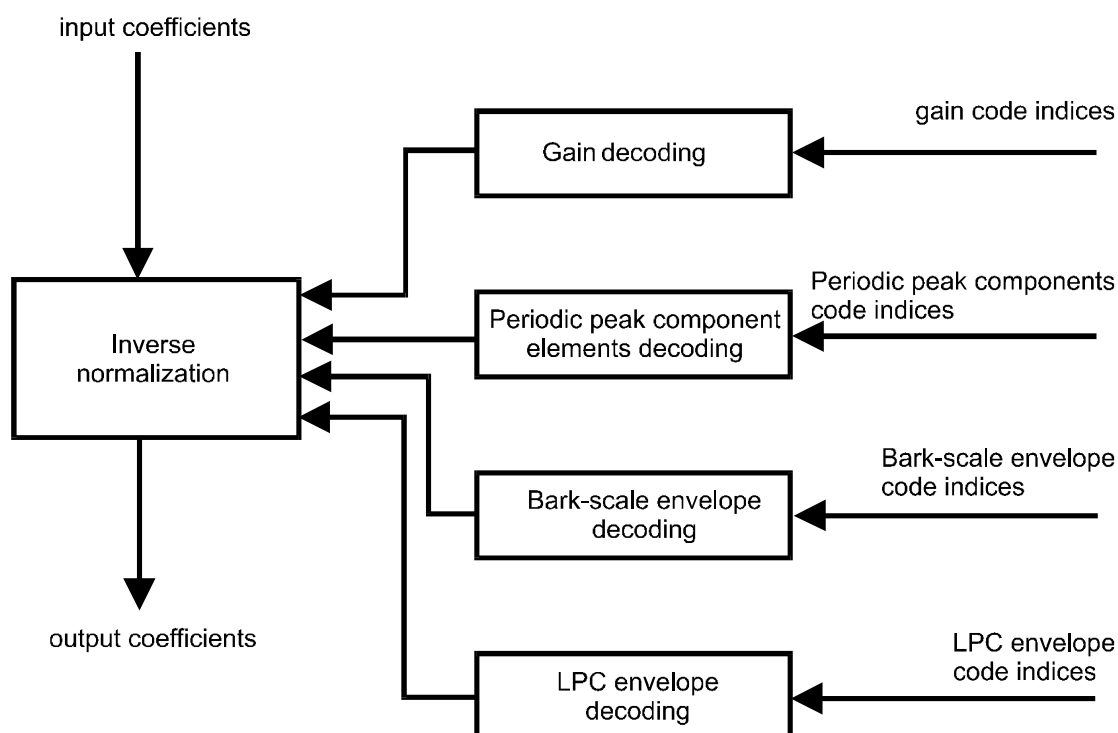 input coefficients
gain code indices
Gain decoding
Periodic peak components
code indices
Periodic peak component
elements decoding
Inverse
normalization
Bark-scale envelope
code indices
Bark-scale envelope
decoding
output coefficients
LPC envelope
code indices
LPC envelope
decoding